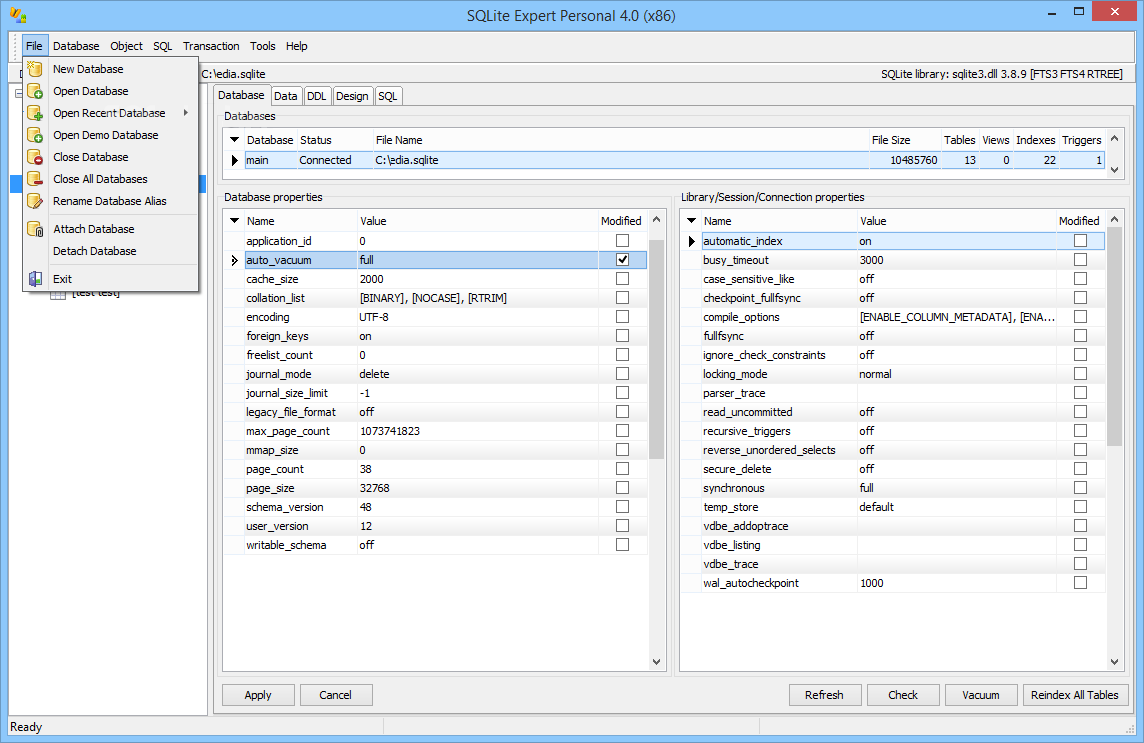 SQLite Expert Personal 4.0 (x86)
File Database Object SQL Transaction Tools Help
C:\edia.sqlite SQLite library: sqlite3.dll 3.8.9 [FTS3 FTS4 RTREE]
New Database
Open Database
Open Recent Database
Open Demo Database
Close Database
Close All Databases
Rename Database Alias
Attach Database
Detach Database
Exit
[test test]
Database Data DDL Design SQL
Databases
Database Status File Name File Size Tables Views Indexes Triggers
main Connected C:\edia.sqlite 10485760 13 0 22 1
Database properties
Name Value Modified
application_id 0
auto_vacuum full
cache_size 2000
collation_list [BINARY], [NOCASE], [RTRIM]
encoding UTF-8
foreign_keys on
freelist_count 0
journal_mode delete
journal_size_limit -1
legacy_file_format off
max_page_count 1073741823
mmap_size 0
page_count 38
page_size 32768
schema_version 48
user_version 12
writable_schema off
Library/Session/Connection properties
Name Value Modified
automatic_index on
busy_timeout 3000
case_sensitive_like off
checkpoint_fullfsync off
compile_options [ENABLE_COLUMN_METADATA], [ENA...
fullfsync off
ignore_check_constraints off
locking_mode normal
parser_trace
read_uncommitted off
recursive_triggers off
reverse_unordered_selects off
secure_delete off
synchronous full
temp_store default
vdbe_addoptrace
vdbe_listing
vdbe_trace
wal_autocheckpoint 1000
Apply Cancel Refresh Check Vacuum Reindex All Tables
Ready